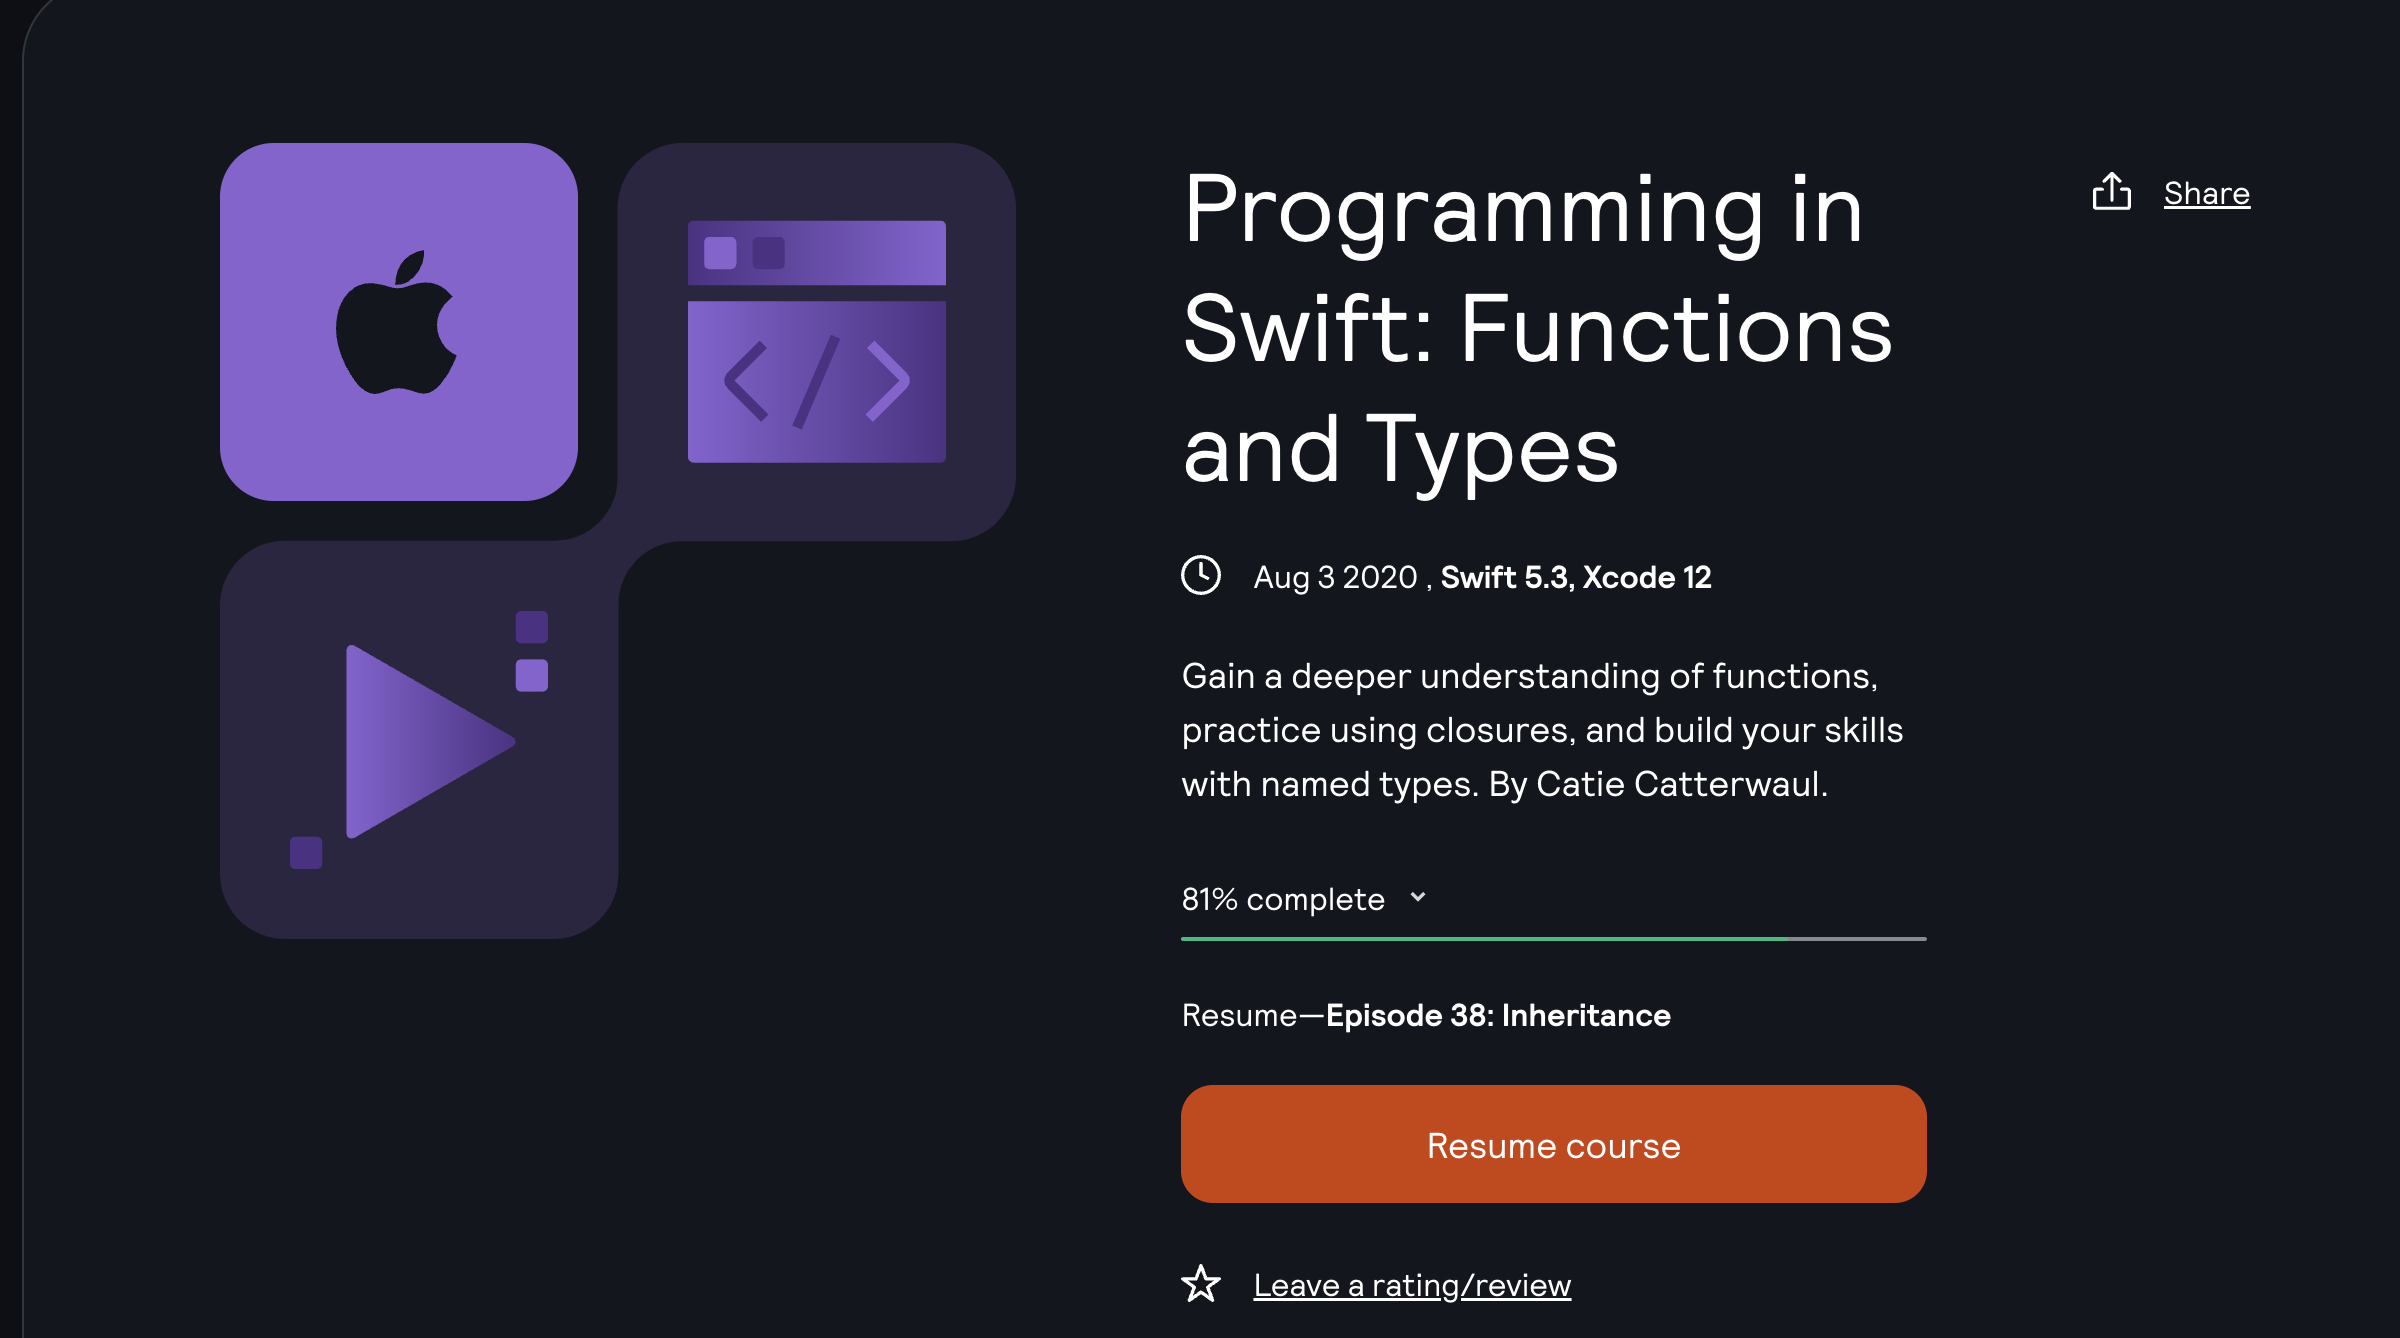 Programming in
Swift: Functions
and Types
Share
Aug 3 2020 , Swift 5.3, Xcode 12
Gain a deeper understanding of functions,
practice using closures, and build your skills
with named types. By Catie Catterwaul.
81% complete
Resume—Episode 38: Inheritance
Resume course
Leave a rating/review